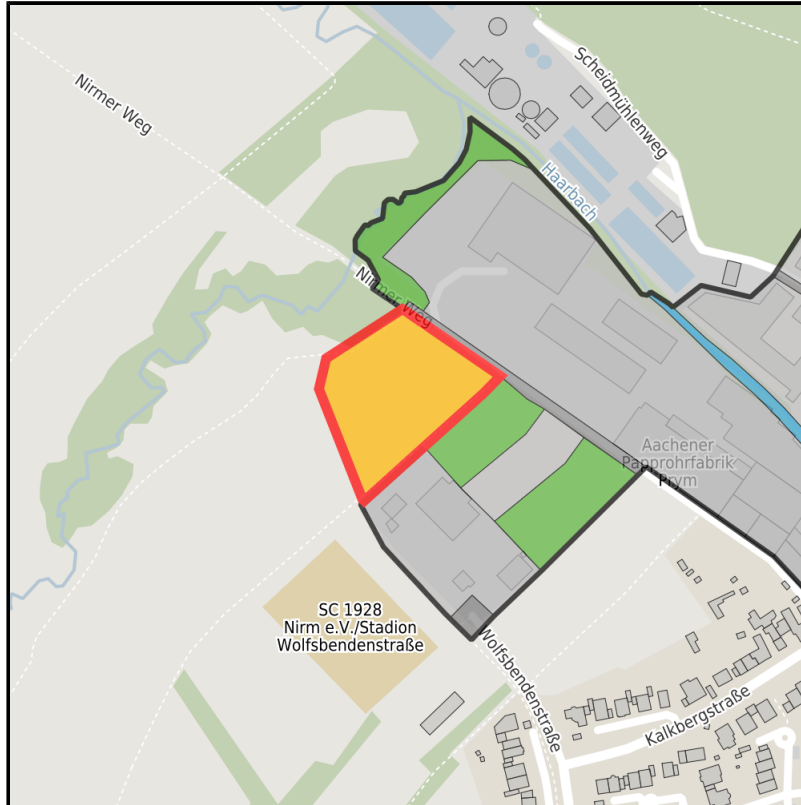 Scheidmühlenweg
Nirmer Weg
Haarbach
Nirmer Weg
Aachener
Papprohrfabrik
Prym
SC 1928
Nirm e.V./Stadion
Wolfsbendenstraße
Wolfsbendenstraße
Kalkbergstraße